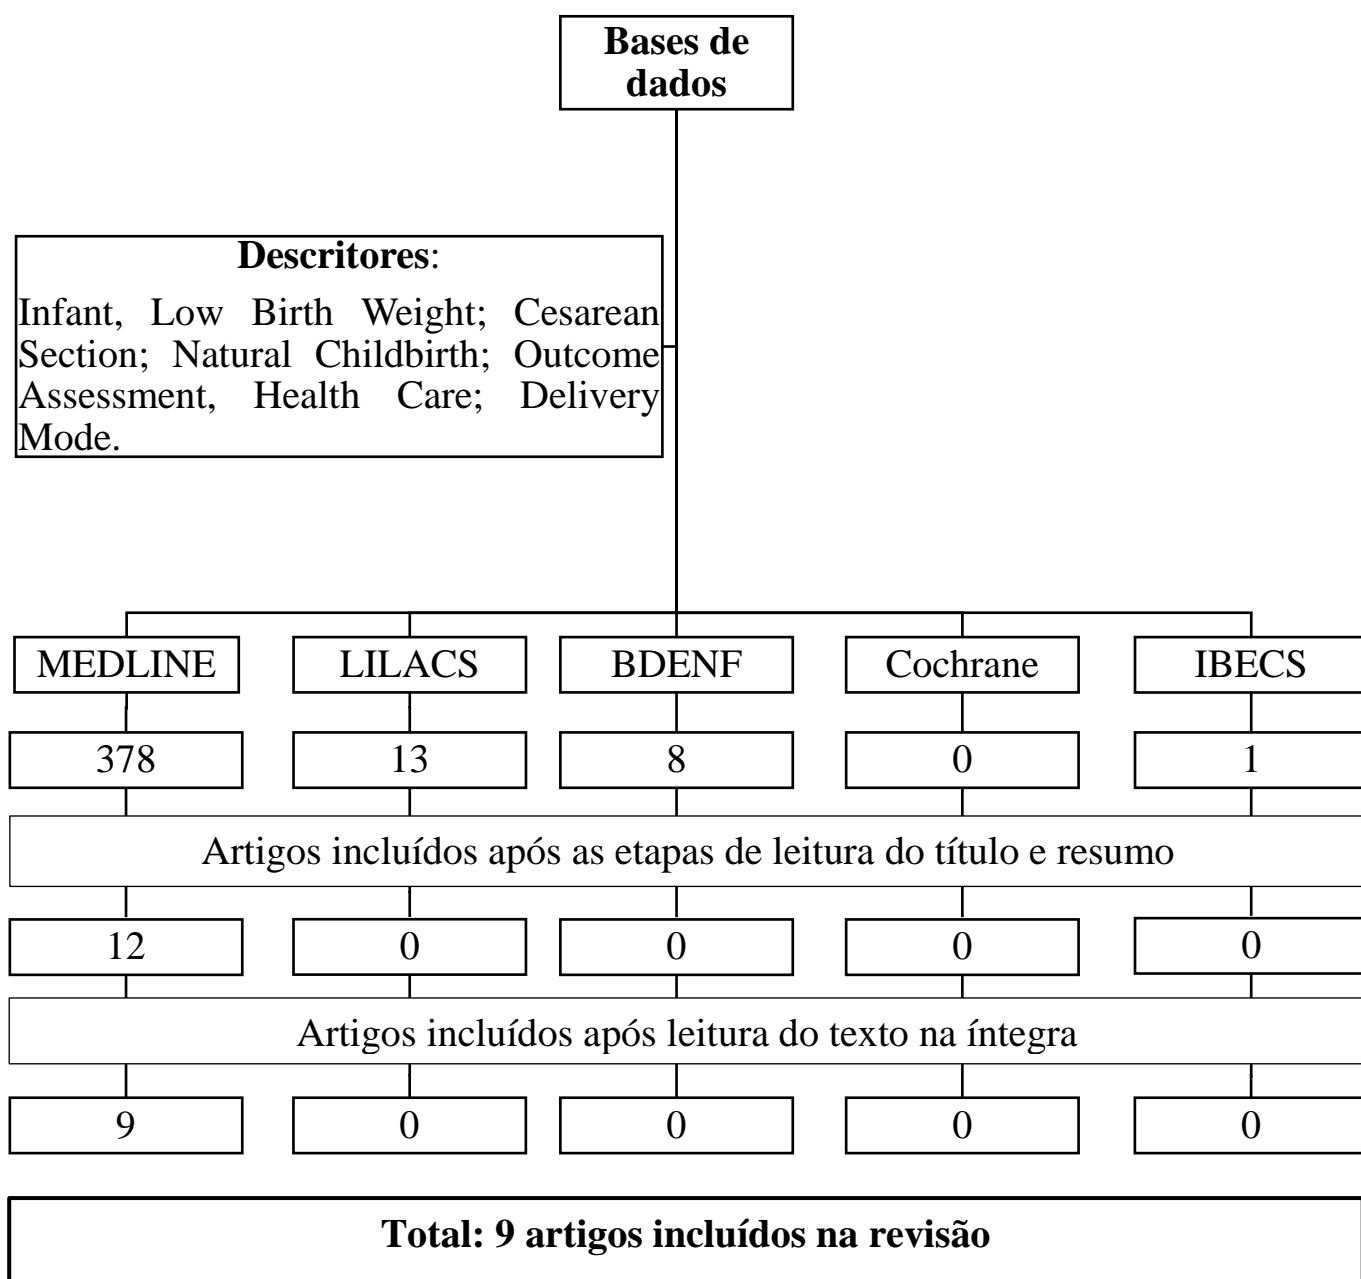 Bases de
dados
Descritores:
Infant, Low Birth Weight; Cesarean
Section; Natural Childbirth; Outcome
Assessment, Health Care; Delivery
Mode.
MEDLINE
LILACS
BDENF
Cochrane
IBECS
378
13
8
0
1
Artigos incluídos após as etapas de leitura do título e resumo
12
0
0
0
0
Artigos incluídos após leitura do texto na íntegra
9
0
0
0
0
Total: 9 artigos incluídos na revisão